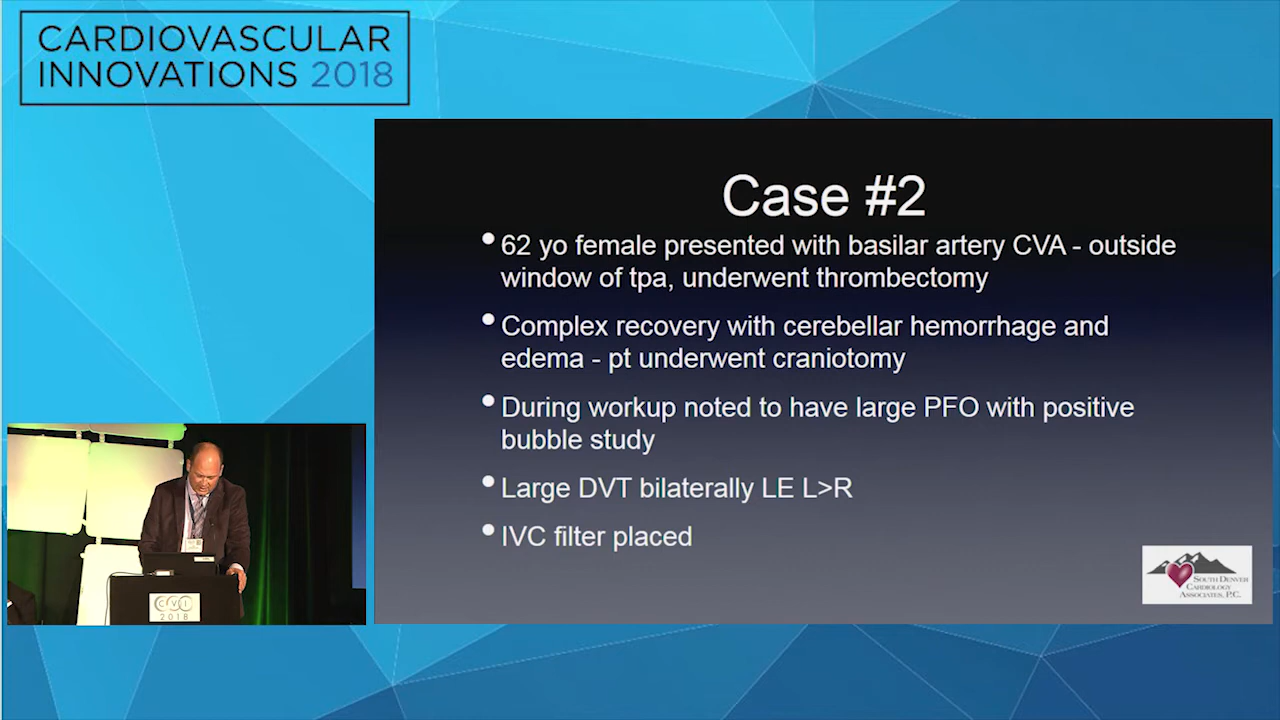 CARDIOVASCULAR
INNOVATIONS 2018
Case #2
•62 yo female presented with basilar artery CVA - outside
window of tpa, underwent thrombectomy
•Complex recovery with cerebellar hemorrhage and
edema - pt underwent craniotomy
•During workup noted to have large PFO with positive
bubble study
•Large DVT bilaterally LE L>R
•IVC filter placed
SOUTH DENVER
CARDIOLOGY
ASSOCIATES, P.C.
CVI
2018